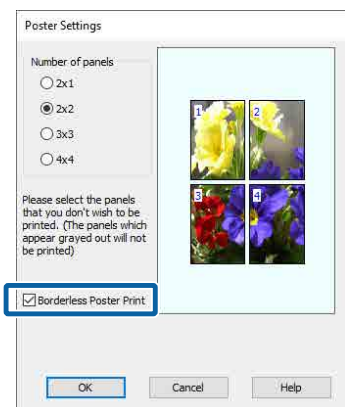 Poster Settings
Number of panels
2x1
2x2
3x3
4x4
Please select the panels
that you don't wish to be
printed. (The panels which
appear grayed out will not
be printed)
Borderless Poster Print
1 2
3 4
OK Cancel Help